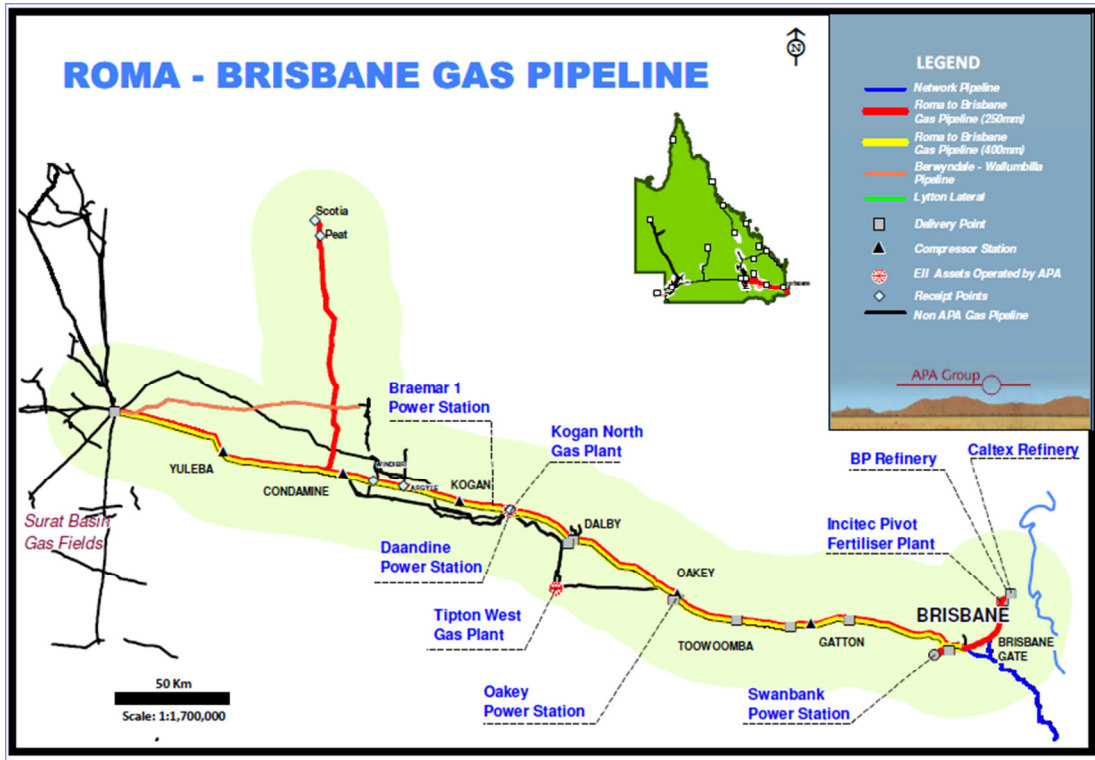 ROMA - BRISBANE GAS PIPELINE
N
LEGEND
Network Pipeline
Roma to Brisbane
Gas Pipeline (250mm)
Roma to Brisbane
Gas Pipeline (400mm)
Berwyndale - Wallumbilla
Pipeline
Lytton Lateral
Delivery Point
Compressor Station
EII Assets Operated by APA
Receipt Points
Non APA Gas Pipeline
APA Group
Scotia
Peat
Braemar 1
Power Station
Kogan North
Gas Plant
BP Refinery
Caltex Refinery
YULEBA
CONDAMINE
ARGYLE
KOGAN
DALBY
Incitec Pivot
Fertiliser Plant
Surat Basin
Gas Fields
Daandine
Power Station
OAKEY
Tipton West
Gas Plant
TOOWOOMBA
GATTON
BRISBANE
BRISBANE
GATE
50 Km
Scale: 1:1,700,000
Oakey
Power Station
Swanbank
Power Station